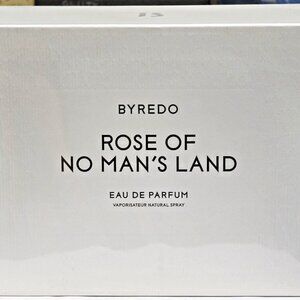 BYREDO
ROSE OF
NO MAN'S LAND
EAU DE PARFUM
VAPORISATEUR NATURAL SPRAY